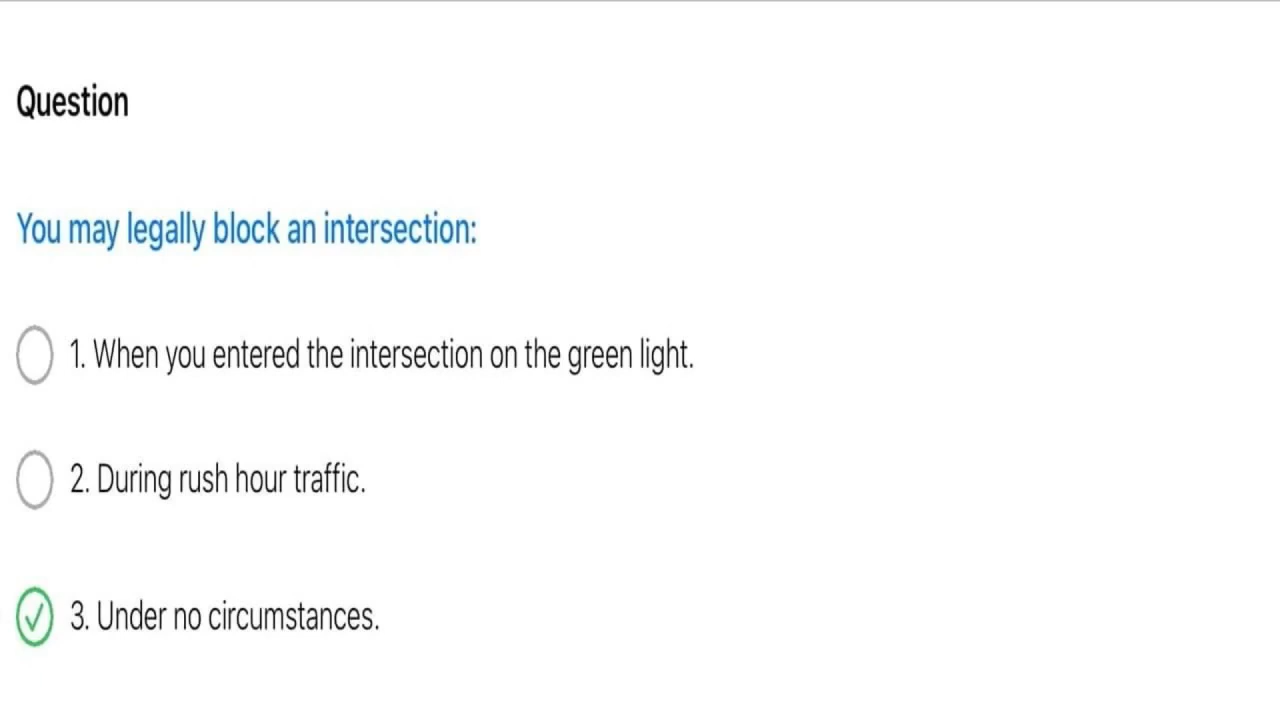 Question
You may legally block an intersection:
1. When you entered the intersection on the green light.
2. During rush hour traffic.
3. Under no circumstances.